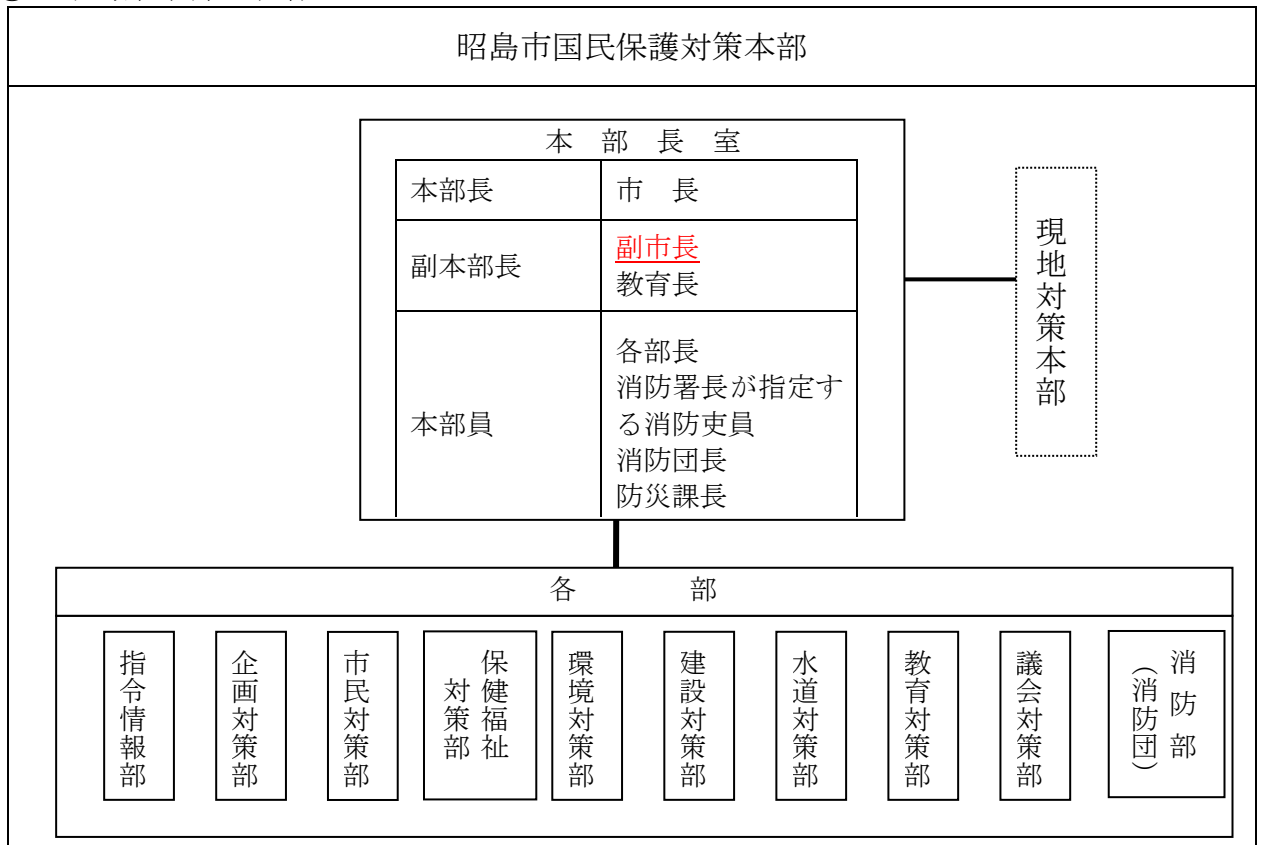 昭島市国民保護対策本部
本 部 長 室
本部長
市 長
副本部長
副市長
教育長
本部員
各部長
消防署長が指定す
る消防吏員
消防団長
防災課長
現地対策本部
各 部
指令情報部
企画対策部
市民対策部
保健福祉
対策部
環境対策部
建設対策部
水道対策部
教育対策部
議会対策部
消防部
（消防団）